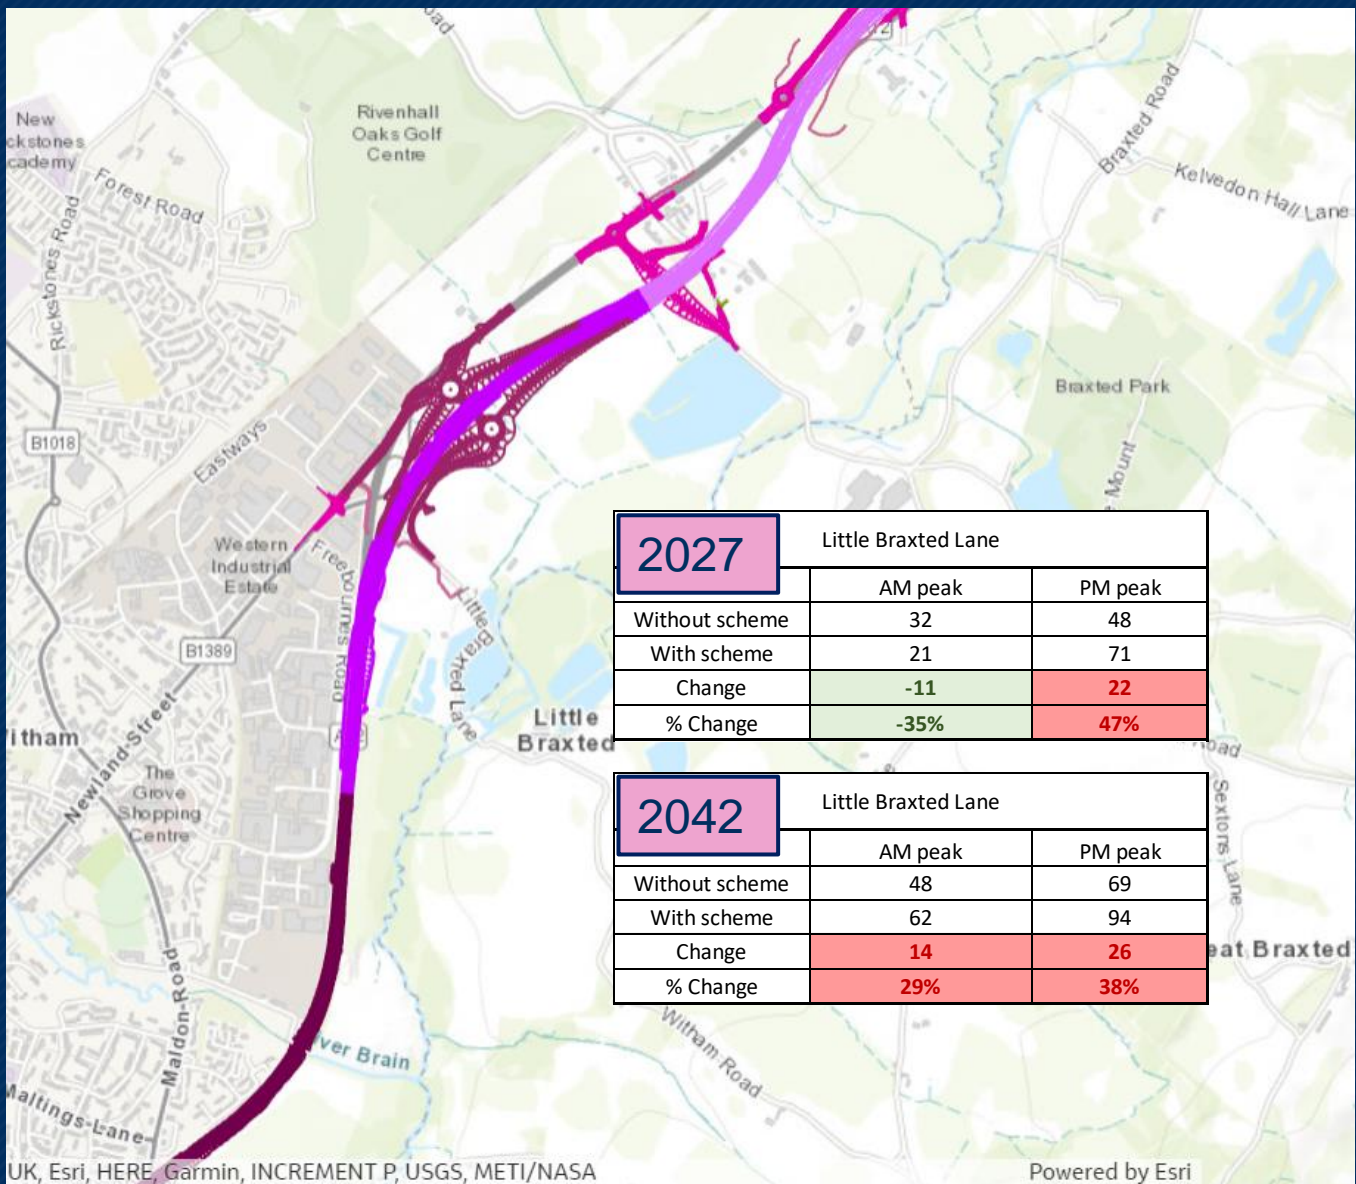 Road
12
New
ckstones
cademy
Rivenhall
Oaks Golf
Centre
Forest Road
Rickstones Road
Braxted Road
Kelvedon Hall Lane
B1018
Eastways
Braxted Park
Mount
Western
Industrial
Estate
Freebournes Road
B1389
Newland-Street
itham
The
Grove
Shopping
Centre
Little Braxted Lane
Little
Braxted
2027
Little Braxted Lane
AM peak PM peak
Without scheme 32 48
With scheme 21 71
Change -11 22
% Change -35% 47%
Road
2042
Little Braxted Lane
AM peak PM peak
Without scheme 48 69
With scheme 62 94
Change 14 26
% Change 29% 38%
Sextons Lane
eat Braxted
Maldon-Road
ver Brain
Witham Road
Maltings-Lane
UK, Esri, HERE, Garmin, INCREMENT P, USGS, METI/NASA
Powered by Esri